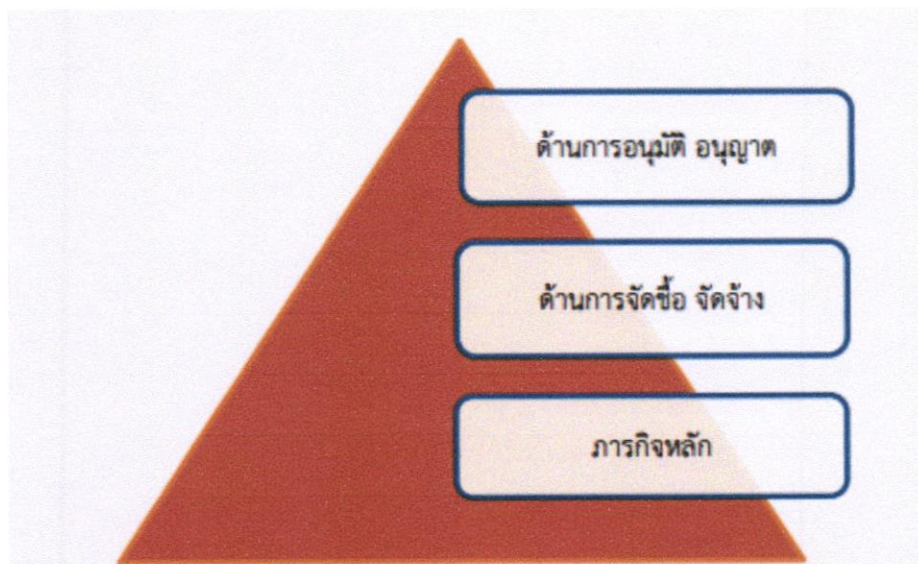 ด้านการอนุมัติ อนุญาต
ด้านการจัดซื้อ จัดจ้าง
ภารกิจหลัก